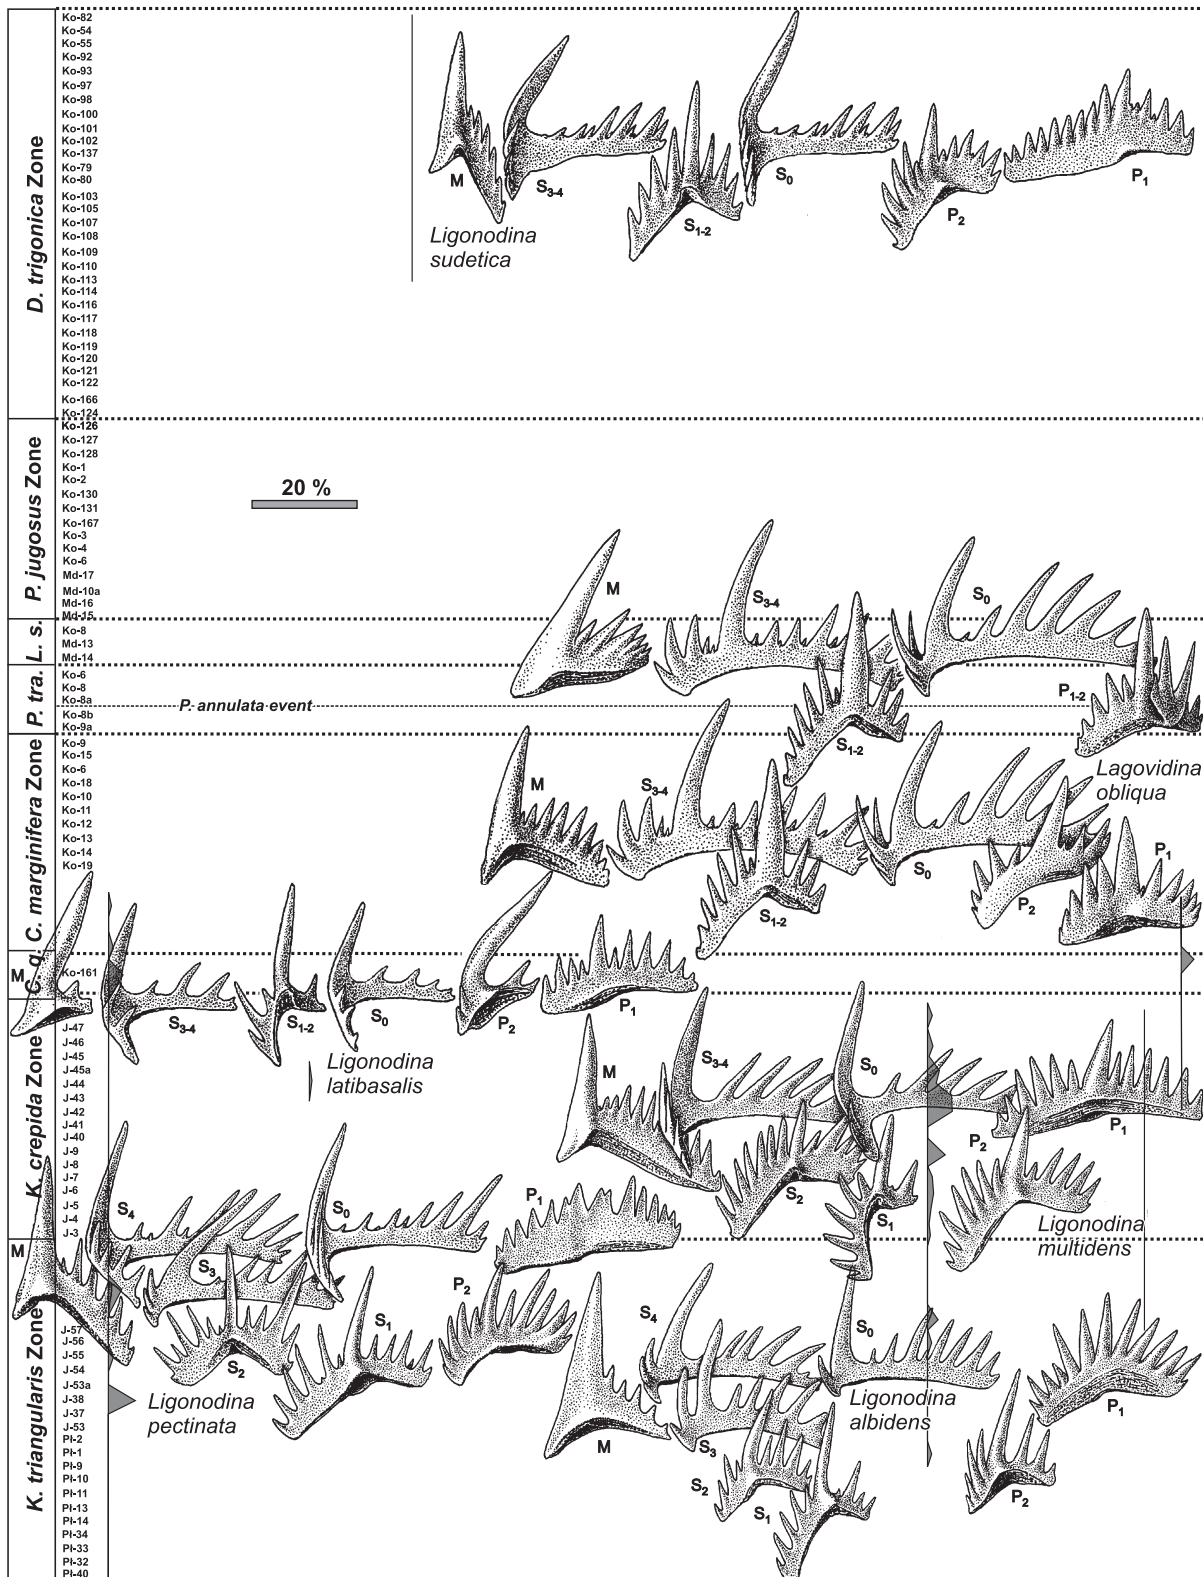 D. trigonica Zone
Ko-82
Ko-54
Ko-55
Ko-92
Ko-93
Ko-97
Ko-98
Ko-100
Ko-101
Ko-102
Ko-137
Ko-79
Ko-80
Ko-103
Ko-105
Ko-107
Ko-108
Ko-109
Ko-110
Ko-113
Ko-114
Ko-116
Ko-117
Ko-118
Ko-119
Ko-120
Ko-121
Ko-122
Ko-166
Ko-124
M
S3-4
S1-2
S0
P2
P1
Ligonodina
sudetica
P. jugosus Zone
Ko-126
Ko-127
Ko-128
Ko-1
Ko-2
Ko-130
Ko-131
Ko-167
Ko-3
Ko-4
Ko-6
Md-17
Md-10a
Md-16
Md-15
20 %
L. s.
Ko-8
Md-13
Md-14
P. tra.
Ko-6
Ko-8
Ko-8a
Ko-8b
Ko-9a
P. annulata event
M
S3-4
S0
S1-2
P1-2
Lagovidina
obliqua
C. marginifera Zone
Ko-9
Ko-15
Ko-6
Ko-18
Ko-10
Ko-11
Ko-12
Ko-13
Ko-14
Ko-19
M
S3-4
S1-2
S0
P2
P1
C. q.
Ko-161
M
S3-4
S1-2
S0
P2
P1
Ligonodina
latibasalis
K. crepida Zone
J-47
J-46
J-45
J-45a
J-44
J-43
J-42
J-41
J-40
J-9
J-8
J-7
J-6
J-5
J-4
J-3
M
S3-4
S0
S2
S1
P2
P1
Ligonodina
multidens
K. triangularis Zone
J-57
J-56
J-55
J-54
J-53a
J-38
J-37
J-53
Pl-2
Pl-1
Pl-9
Pl-10
Pl-11
Pl-13
Pl-14
Pl-34
Pl-33
Pl-32
Pl-40
M
S4
S3
S2
S0
S1
P1
P2
Ligonodina
pectinata
M
S4
S3
S2
S1
S0
P1
P2
Ligonodina
albidens